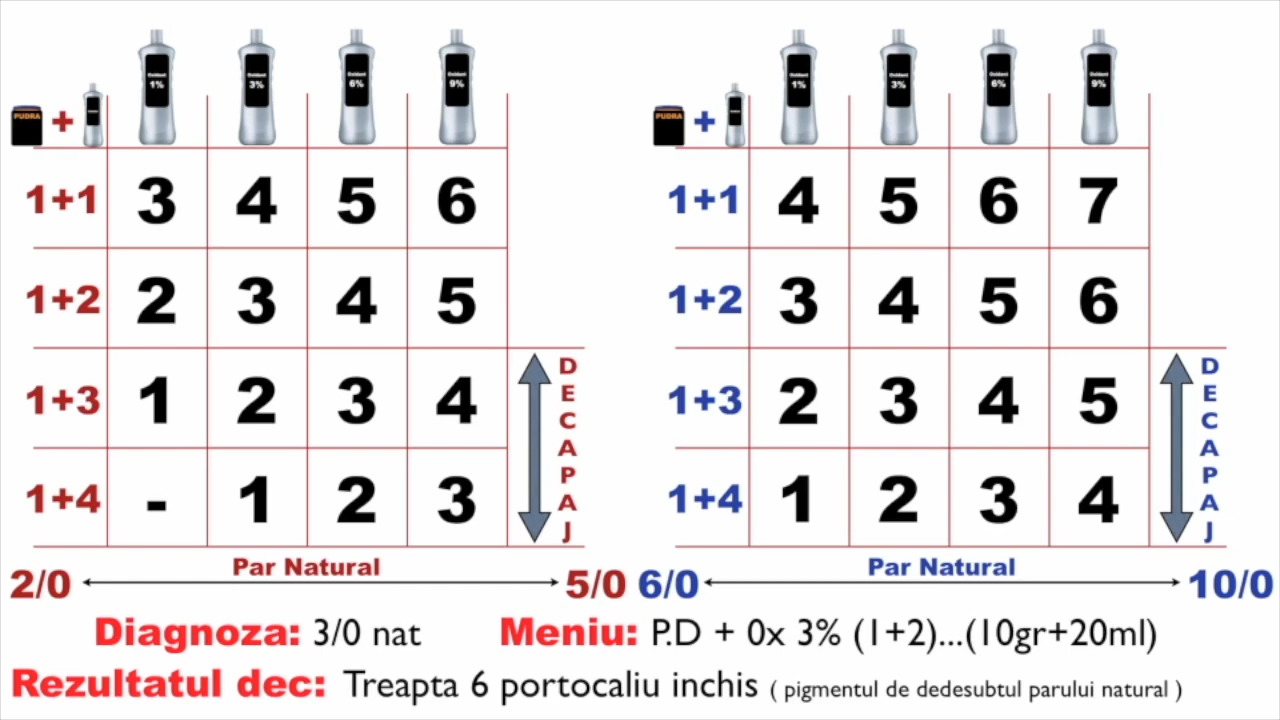 Oxidant 1% Oxidant 3% Oxidant 6% Oxidant 9% Oxidant 1% Oxidant 3% Oxidant 6% Oxidant 9%
PUDRA + PUDRA +
1+1 3 4 5 6 1+1 4 5 6 7
1+2 2 3 4 5 1+2 3 4 5 6
1+3 1 2 3 4 1+3 2 3 4 5
1+4 - 1 2 3 1+4 1 2 3 4
DECAPAJ DECAPAJ
Par Natural Par Natural
2/0 5/0 6/0 10/0
Diagnoza: 3/0 nat Meniu: P.D + 0x 3% (1+2)...(10gr+20ml)
Rezultatul dec: Treapta 6 portocaliu inchis ( pigmentul de dedesubtul parului natural )